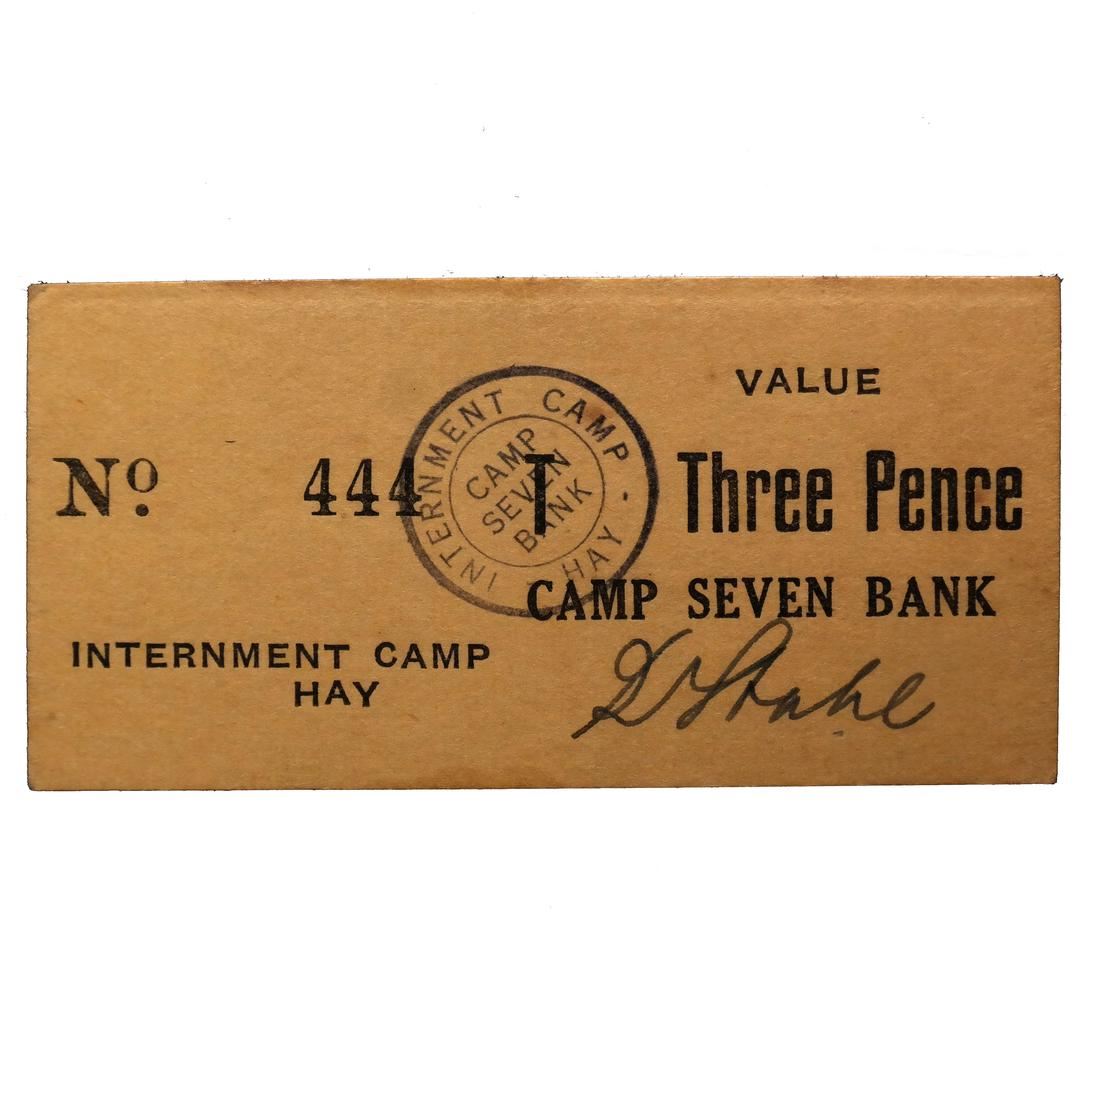 VALUE
No. 444 T Three Pence
CAMP SEVEN BANK
INTERNMENT CAMP
HAY
INTERNMENT CAMP · HAY -
CAMP
SEVEN
BANK